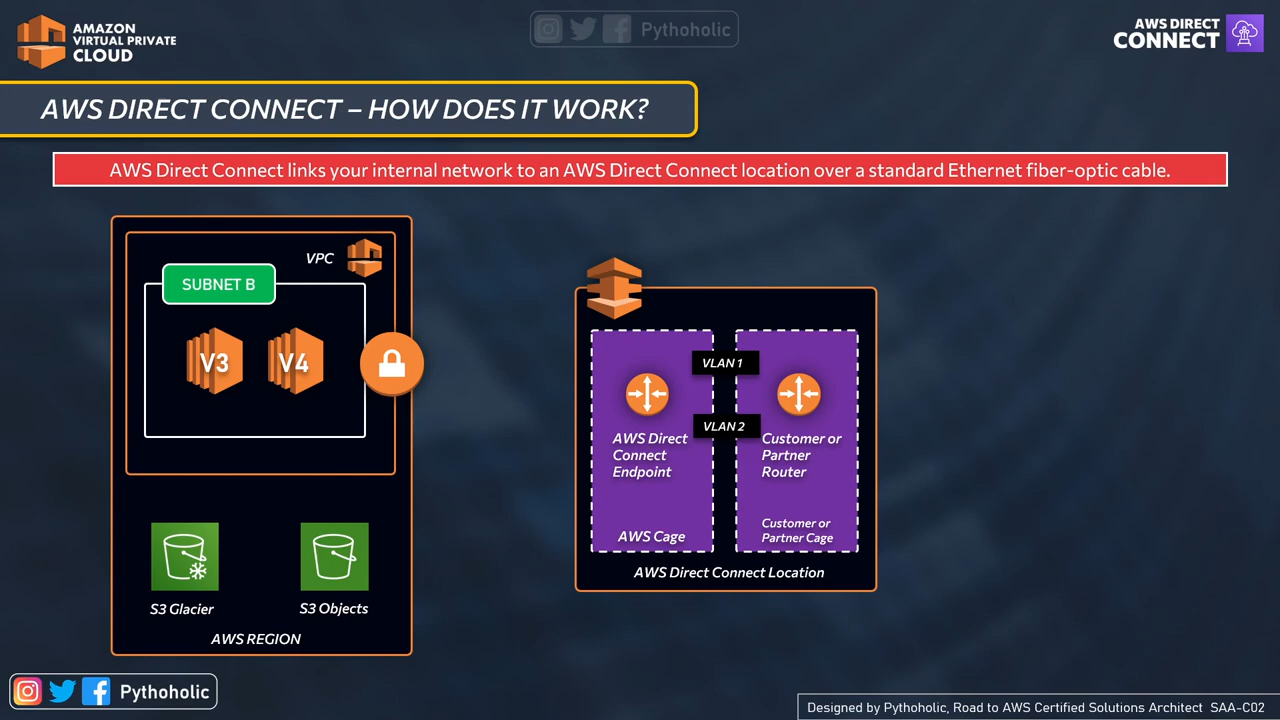 AMAZON
VIRTUAL PRIVATE
CLOUD
Pythoholic
AWS DIRECT
CONNECT
AWS DIRECT CONNECT – HOW DOES IT WORK?
AWS Direct Connect links your internal network to an AWS Direct Connect location over a standard Ethernet fiber-optic cable.
VPC
SUBNET B
V3
V4
S3 Glacier
S3 Objects
AWS REGION
VLAN 1
VLAN 2
AWS Direct
Connect
Endpoint
AWS Cage
Customer or
Partner
Router
Customer or
Partner Cage
AWS Direct Connect Location
Pythoholic
Designed by Pythoholic, Road to AWS Certified Solutions Architect SAA-C02